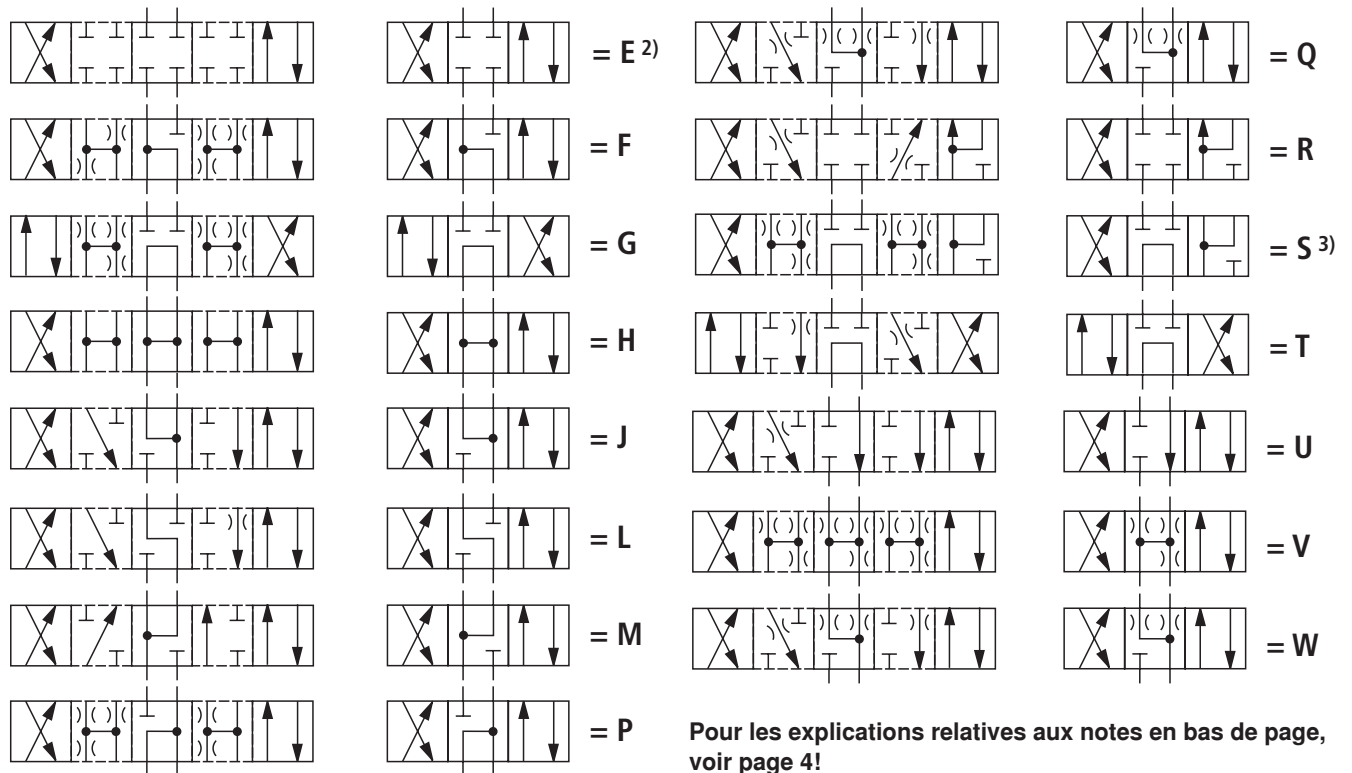 = E 2)
= F
= G
= H
= J
= L
= M
= P
= Q
= R
= S 3)
= T
= U
= V
= W
Pour les explications relatives aux notes en bas de page,
voir page 4!